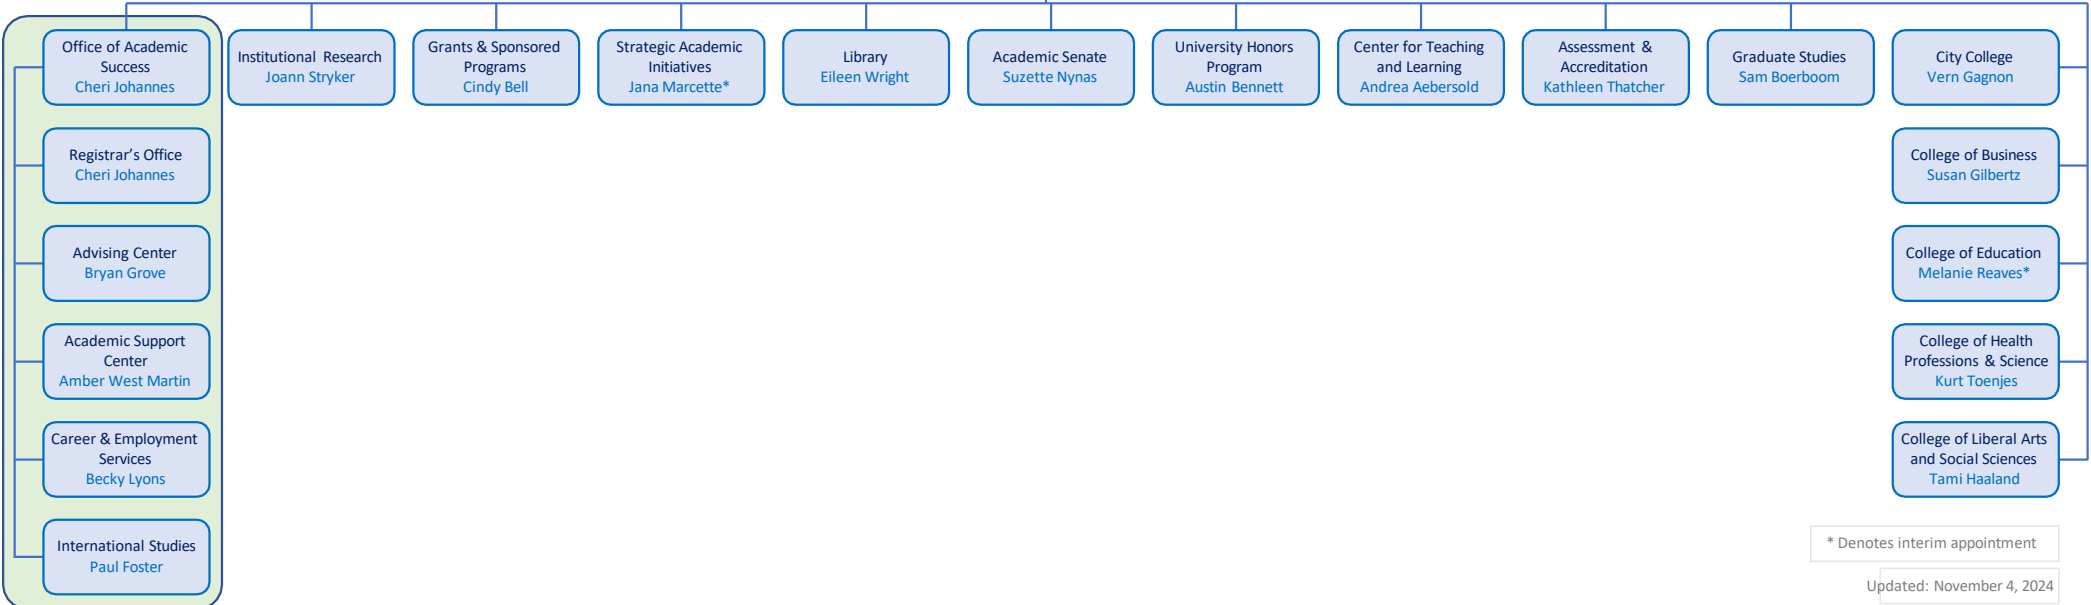 Office of Academic
Success
Cheri Johannes
Institutional Research
Joann Stryker
Grants & Sponsored
Programs
Cindy Bell
Strategic Academic
Initiatives
Jana Marcette*
Library
Eileen Wright
Academic Senate
Suzette Nynas
University Honors
Program
Austin Bennett
Center for Teaching
and Learning
Andrea Aebersold
Assessment &
Accreditation
Kathleen Thatcher
Graduate Studies
Sam Boerboom
City College
Vern Gagnon
Registrar’s Office
Cheri Johannes
College of Business
Susan Gilbertz
Advising Center
Bryan Grove
College of Education
Melanie Reaves*
Academic Support
Center
Amber West Martin
College of Health
Professions & Science
Kurt Toenjes
Career & Employment
Services
Becky Lyons
College of Liberal Arts
and Social Sciences
Tami Haaland
International Studies
Paul Foster
* Denotes interim appointment
Updated: November 4, 2024